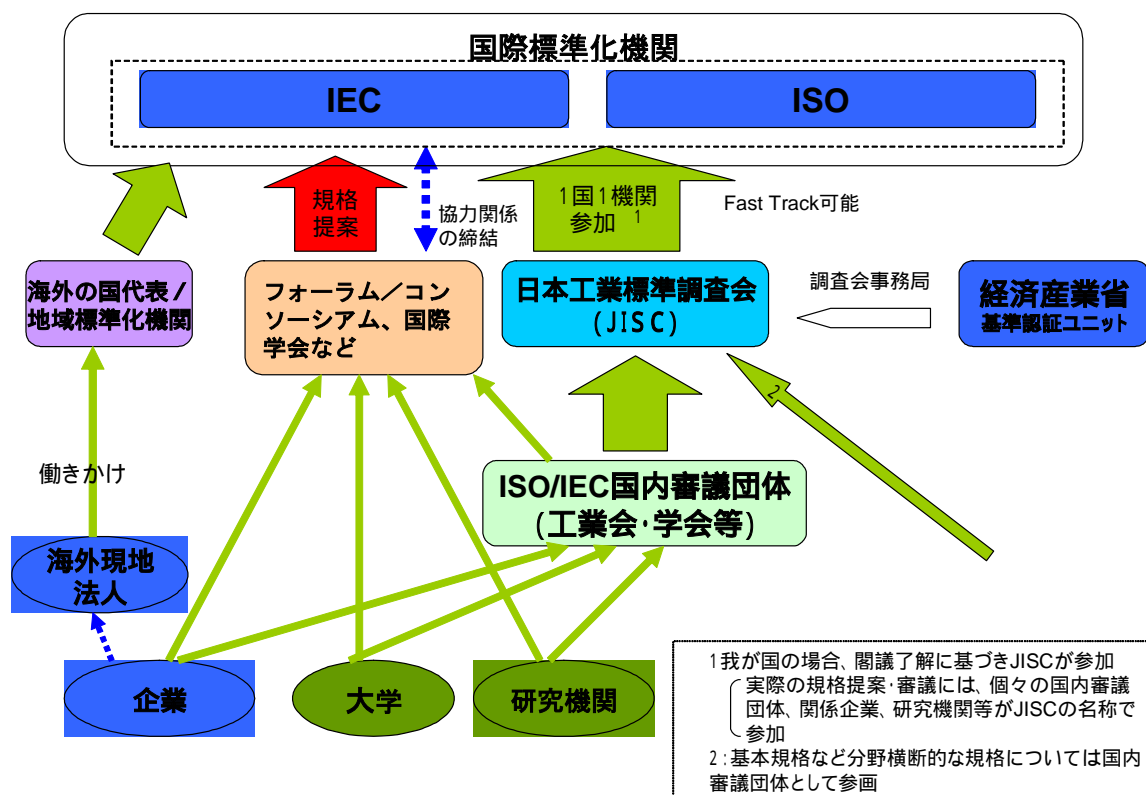 国際標準化機関
IEC
ISO
規格
提案
協力関係
の締結
1国1機関
参加 1
Fast Track可能
海外の国代表/
地域標準化機関
フォーラム/コン
ソーシアム、国際
学会など
日本工業標準調査会
(JISC)
調査会事務局
経済産業省
基準認証ユニット
2
働きかけ
ISO/IEC国内審議団体
(工業会・学会等)
海外現地
法人
企業
大学
研究機関
1我が国の場合、閣議了解に基づきJISCが参加
実際の規格提案・審議には、個々の国内審議
団体、関係企業、研究機関等がJISCの名称で
参加
2:基本規格など分野横断的な規格については国内
審議団体として参画